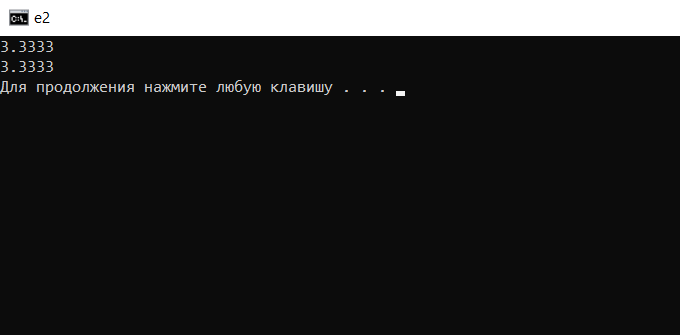 e2
3.3333
3.3333
Для продолжения нажмите любую клавишу . . .